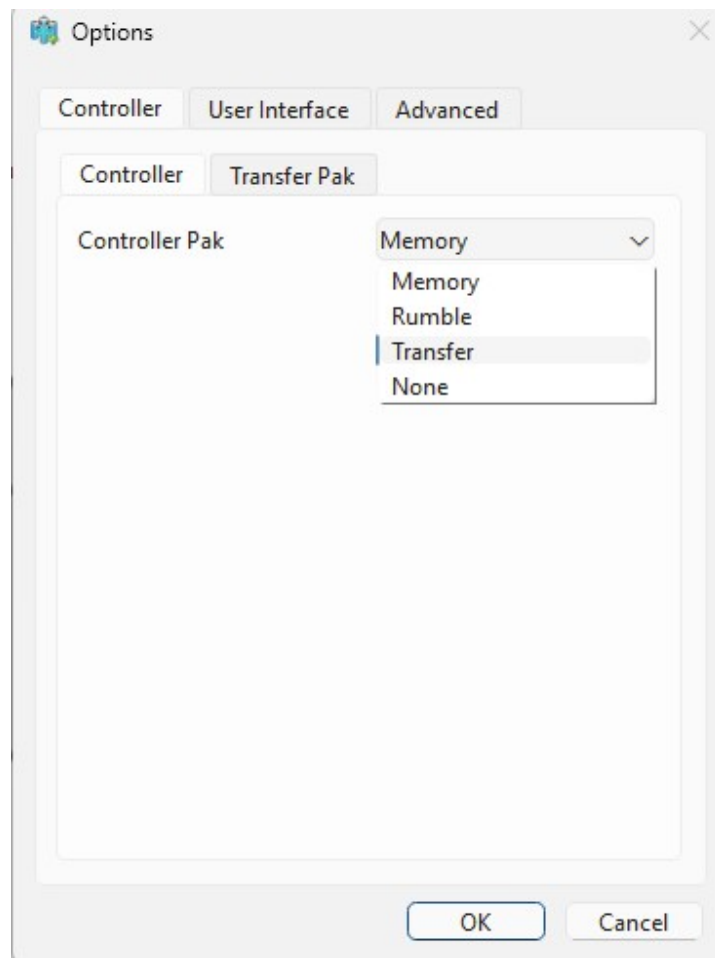 Options
Controller User Interface Advanced
Controller Transfer Pak
Controller Pak Memory
Memory
Rumble
Transfer
None
OK Cancel